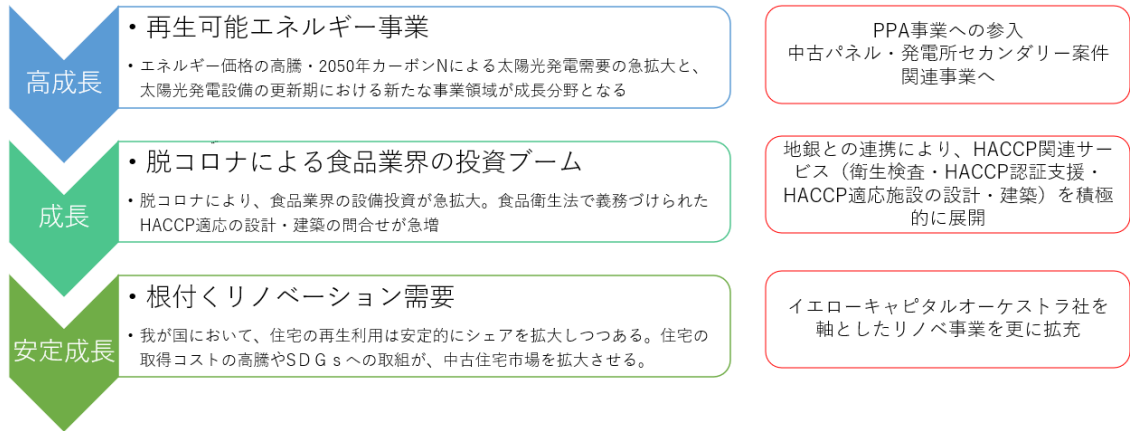 高成長
・再生可能エネルギー事業
・エネルギー価格の高騰・2050年カーボンNによる太陽光発電需要の急拡大と、
太陽光発電設備の更新期における新たな事業領域が成長分野となる
PPA事業への参入
中古パネル・発電所セカンダリー案件
関連事業へ
成長
・脱コロナによる食品業界の投資ブーム
・脱コロナにより、食品業界の設備投資が急拡大。食品衛生法で義務づけられた
HACCP適応の設計・建築の問合せが急増
地銀との連携により、HACCP関連サー
ビス（衛生検査・HACCP認証支援・
HACCP適応施設の設計・建築）を積極
的に展開
安定成長
・根付くリノベーション需要
・我が国において、住宅の再生利用は安定的にシェアを拡大しつつある。住宅の
取得コストの高騰やＳＤＧｓへの取組が、中古住宅市場を拡大させる。
イエローキャピタルオーケストラ社を
軸としたリノベ事業を更に拡充